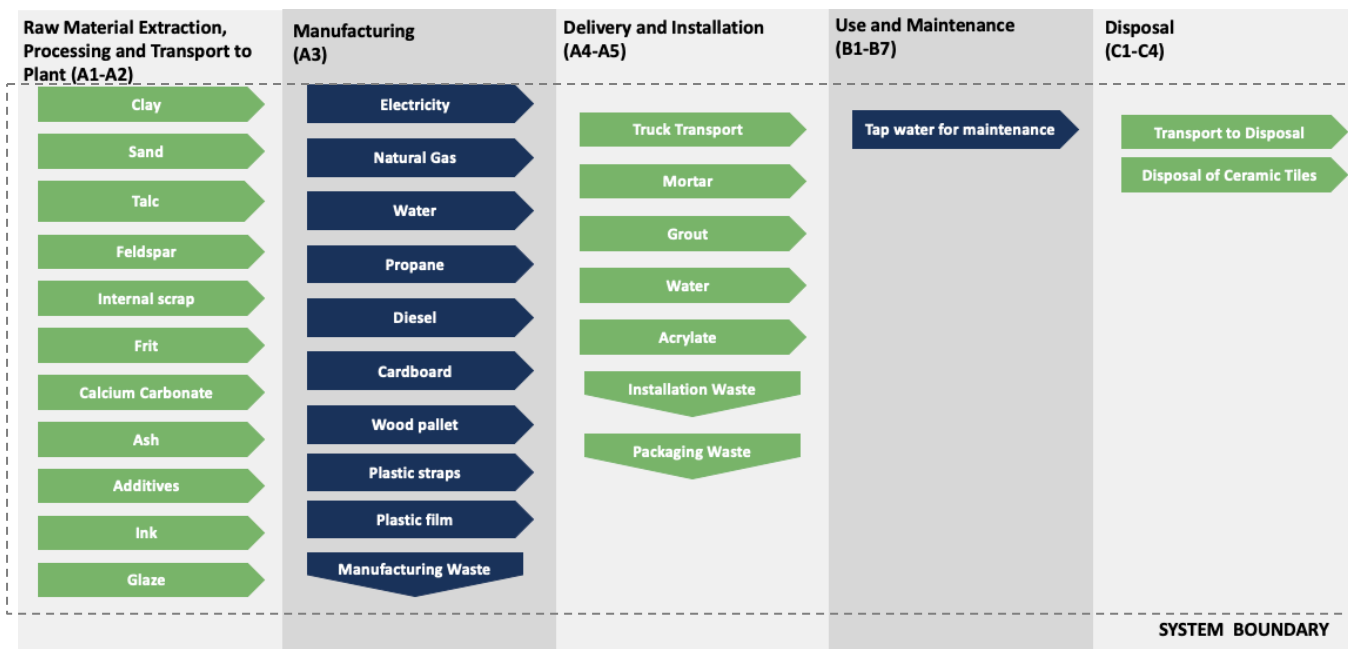 Raw Material Extraction,
Processing and Transport to
Plant (A1-A2)
Clay
Sand
Talc
Feldspar
Internal scrap
Frit
Calcium Carbonate
Ash
Additives
Ink
Glaze
Manufacturing
(A3)
Electricity
Natural Gas
Water
Propane
Diesel
Cardboard
Wood pallet
Plastic straps
Plastic film
Manufacturing Waste
Delivery and Installation
(A4-A5)
Truck Transport
Mortar
Grout
Water
Acrylate
Installation Waste
Packaging Waste
Use and Maintenance
(B1-B7)
Tap water for maintenance
Disposal
(C1-C4)
Transport to Disposal
Disposal of Ceramic Tiles
SYSTEM BOUNDARY